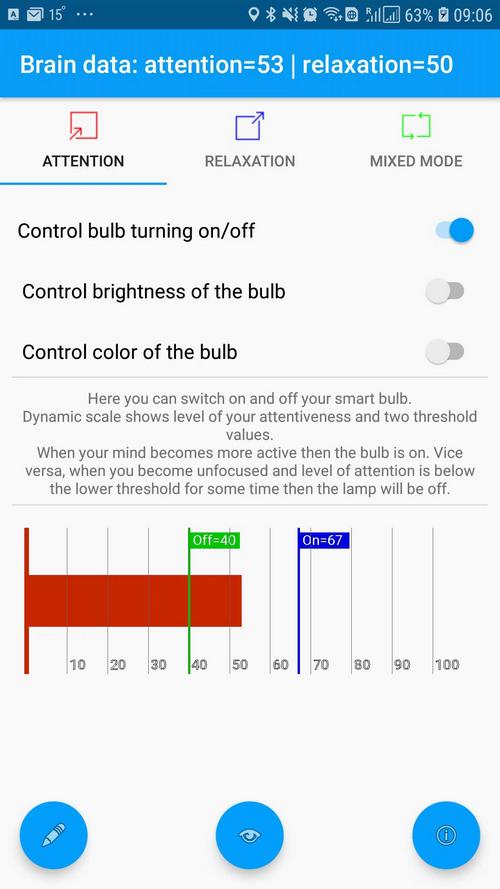 A 15° ... 63% 09:06
Brain data: attention=53 | relaxation=50
ATTENTION RELAXATION MIXED MODE
Control bulb turning on/off
Control brightness of the bulb
Control color of the bulb
Here you can switch on and off your smart bulb.
Dynamic scale shows level of your attentiveness and two threshold
values.
When your mind becomes more active then the bulb is on. Vice
versa, when you become unfocused and level of attention is below
the lower threshold for some time then the lamp will be off.
Off=40 On=67
10 20 30 40 50 60 70 80 90 100